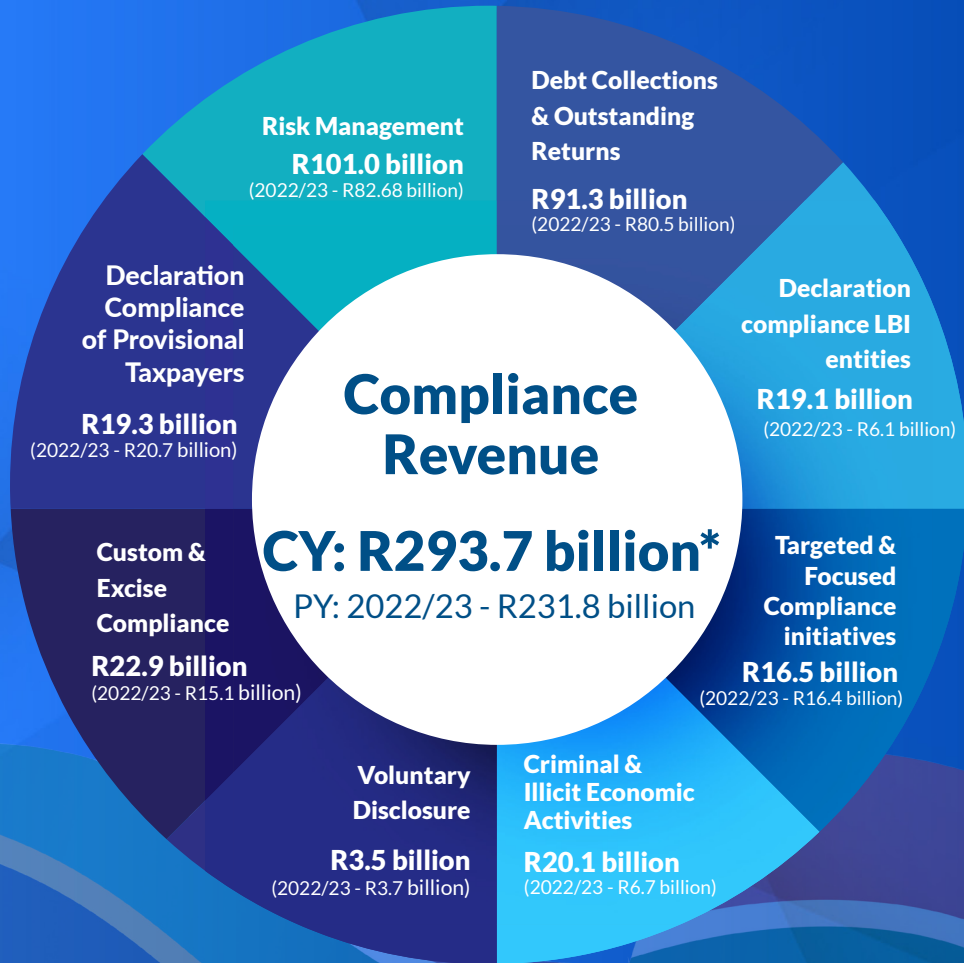 Debt Collections
& Outstanding
Returns
R91.3 billion
(2022/23 - R80.5 billion)
Declaration
compliance LBI
entities
R19.1 billion
(2022/23 - R6.1 billion)
Targeted &
Focused
Compliance
initiatives
R16.5 billion
(2022/23 - R16.4 billion)
Criminal &
Illicit Economic
Activities
R20.1 billion
(2022/23 - R6.7 billion)
Voluntary
Disclosure
R3.5 billion
(2022/23 - R3.7 billion)
Custom &
Excise
Compliance
R22.9 billion
(2022/23 - R15.1 billion)
Declaration
Compliance
of Provisional
Taxpayers
R19.3 billion
(2022/23 - R20.7 billion)
Risk Management
R101.0 billion
(2022/23 - R82.68 billion)
Compliance
Revenue
CY: R293.7 billion*
PY: 2022/23 - R231.8 billion